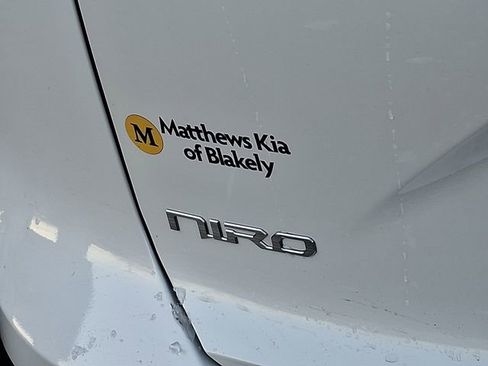 M
Matthews Kia
of Blakely
NIRO